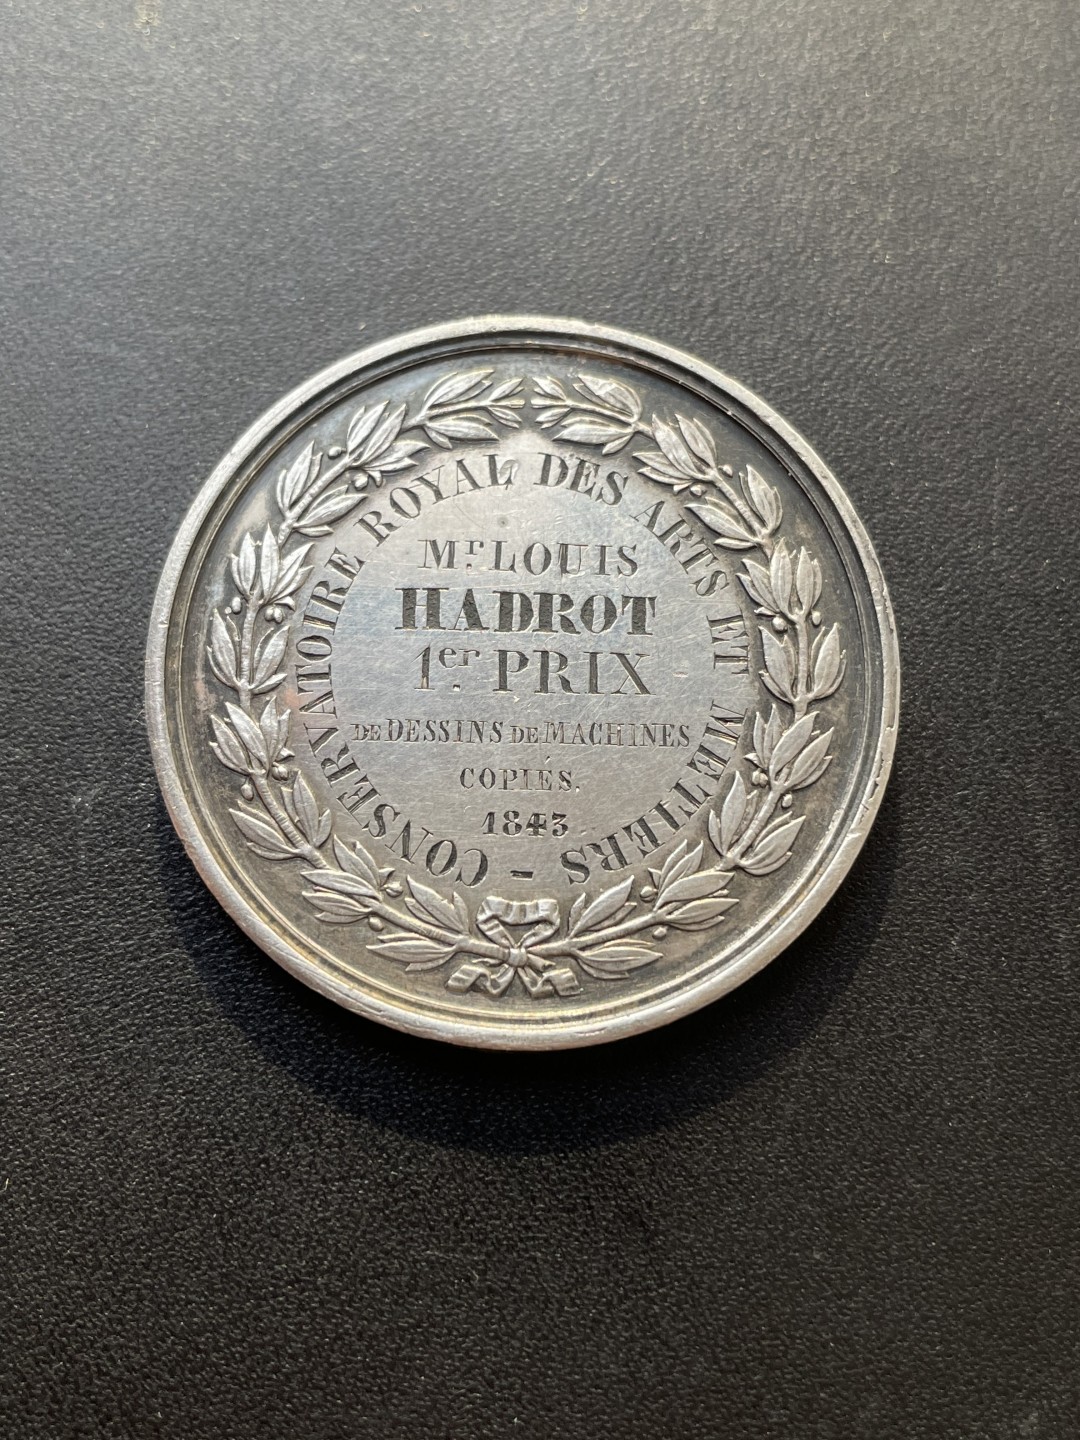 CONSERVATOIRE ROYAL DES ARTS ET METIERS -
Mr LOUIS
HADROT
1er. PRIX
DE DESSINS DE MACHINES
COPIÉS.
1843